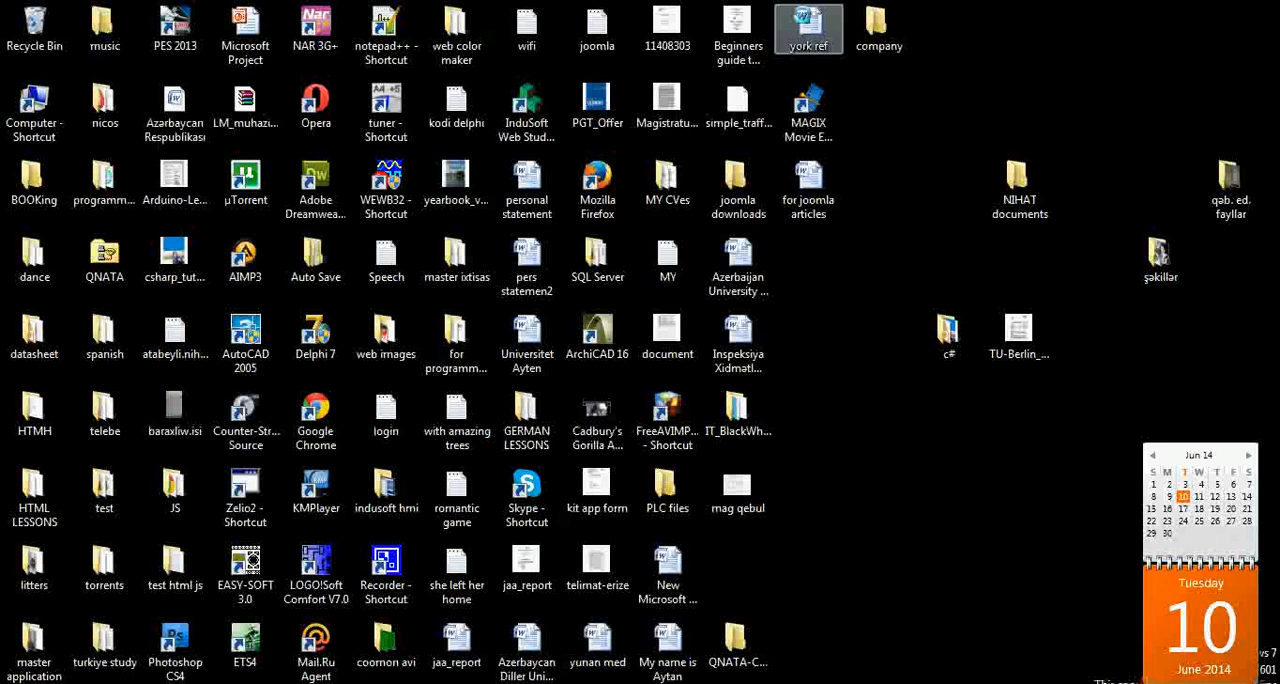 Recycle Bin
music
PES 2013
Microsoft
Project
NAR 3G+
notepad++ -
Shortcut
web color
maker
wifi
joomla
11408303
Beginners
guide t...
york ref
company
Computer -
Shortcut
nicos
Azərbaycan
Respublikası
LM_muhazi...
Opera
tuner -
Shortcut
kodi delphi
InduSoft
Web Stud...
PGT_Offer
Magistratu...
simple_traff...
MAGIX
Movie E...
BOOKing
programm...
Arduino-Le...
µTorrent
Adobe
Dreamwea...
WEWB32 -
Shortcut
yearbook_v...
personal
statement
Mozilla
Firefox
MY CVes
joomla
downloads
for joomla
articles
NIHAT
documents
qəb. ed.
fayllar
dance
QNATA
csharp_tut...
AIMP3
Auto Save
Speech
master ixtisas
pers
statemen2
SQL Server
MY
Azerbaijan
University ...
şəkillər
datasheet
spanish
atabeyli.nih...
AutoCAD
2005
Delphi 7
web images
for
programm...
Universitet
Ayten
ArchiCAD 16
document
Inspeksiya
Xidmətl...
c#
TU-Berlin_...
HTMH
telebe
baraxliw.isi
Counter-Str...
Source
Google
Chrome
login
with amazing
trees
GERMAN
LESSONS
Cadbury's
Gorilla A...
FreeAVIMP...
- Shortcut
IT_BlackWh...
HTML
LESSONS
test
JS
Zelio2 -
Shortcut
KMPlayer
indusoft hmi
romantic
game
Skype -
Shortcut
kit app form
PLC files
mag qebul
litters
torrents
test html js
EASY-SOFT
3.0
LOGO!Soft
Comfort V7.0
Recorder -
Shortcut
she left her
home
jaa_report
telimat-erize
New
Microsoft ...
master
application
turkiye study
Photoshop
CS4
ETS4
Mail.Ru
Agent
coomon avi
jaa_report
Azerbaycan
Diller Uni...
yunan med
My name is
Aytan
QNATA-C...
Jun 14
S M T W T F S
1 2 3 4 5 6 7
8 9 10 11 12 13 14
15 16 17 18 19 20 21
22 23 24 25 26 27 28
29 30
Tuesday
10
June 2014
ws 7
601